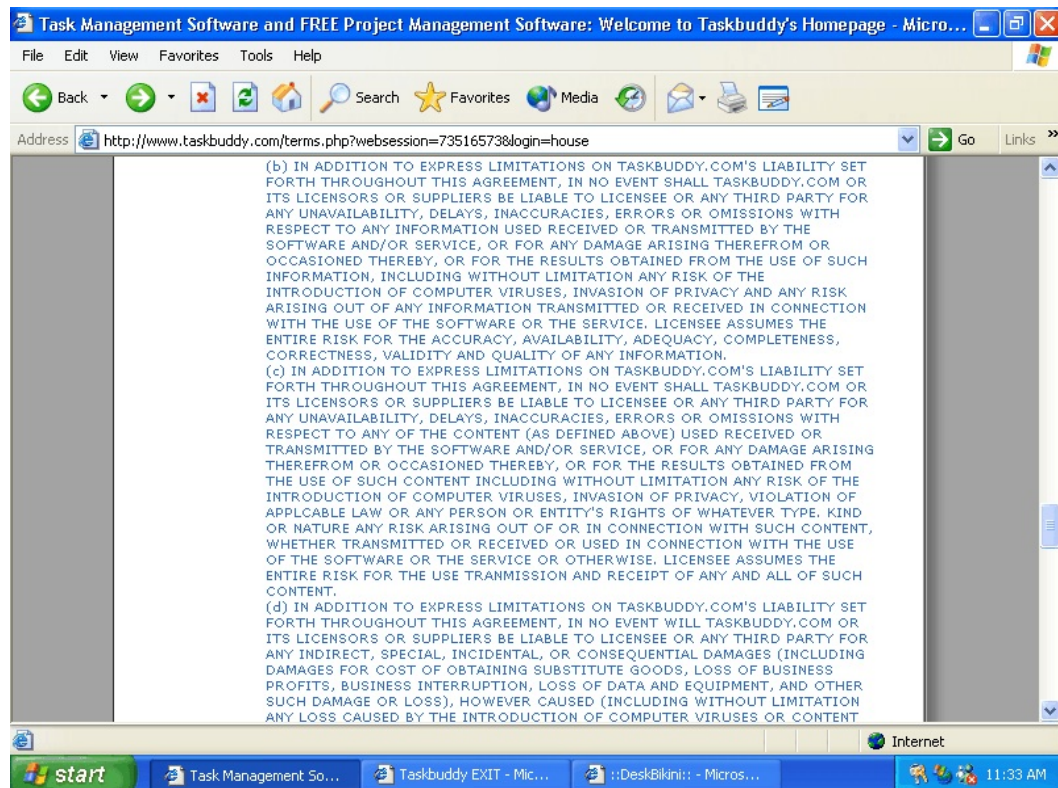 Task Management Software and FREE Project Management Software: Welcome to Taskbuddy's Homepage - Micro...
File Edit View Favorites Tools Help
Back Search Favorites Media
Address http://www.taskbuddy.com/terms.php?websession=73516573&login=house Go Links »
(b) IN ADDITION TO EXPRESS LIMITATIONS ON TASKBUDDY.COM'S LIABILITY SET
FORTH THROUGHOUT THIS AGREEMENT, IN NO EVENT SHALL TASKBUDDY.COM OR
ITS LICENSORS OR SUPPLIERS BE LIABLE TO LICENSEE OR ANY THIRD PARTY FOR
ANY UNAVAILABILITY, DELAYS, INACCURACIES, ERRORS OR OMISSIONS WITH
RESPECT TO ANY INFORMATION USED RECEIVED OR TRANSMITTED BY THE
SOFTWARE AND/OR SERVICE, OR FOR ANY DAMAGE ARISING THEREFROM OR
OCCASIONED THEREBY, OR FOR THE RESULTS OBTAINED FROM THE USE OF SUCH
INFORMATION, INCLUDING WITHOUT LIMITATION ANY RISK OF THE
INTRODUCTION OF COMPUTER VIRUSES, INVASION OF PRIVACY AND ANY RISK
ARISING OUT OF ANY INFORMATION TRANSMITTED OR RECEIVED IN CONNECTION
WITH THE USE OF THE SOFTWARE OR THE SERVICE. LICENSEE ASSUMES THE
ENTIRE RISK FOR THE ACCURACY, AVAILABILITY, ADEQUACY, COMPLETENESS,
CORRECTNESS, VALIDITY AND QUALITY OF ANY INFORMATION.
(c) IN ADDITION TO EXPRESS LIMITATIONS ON TASKBUDDY.COM'S LIABILITY SET
FORTH THROUGHOUT THIS AGREEMENT, IN NO EVENT SHALL TASKBUDDY.COM OR
ITS LICENSORS OR SUPPLIERS BE LIABLE TO LICENSEE OR ANY THIRD PARTY FOR
ANY UNAVAILABILITY, DELAYS, INACCURACIES, ERRORS OR OMISSIONS WITH
RESPECT TO ANY OF THE CONTENT (AS DEFINED ABOVE) USED RECEIVED OR
TRANSMITTED BY THE SOFTWARE AND/OR SERVICE, OR FOR ANY DAMAGE ARISING
THEREFROM OR OCCASIONED THEREBY, OR FOR THE RESULTS OBTAINED FROM
THE USE OF SUCH CONTENT INCLUDING WITHOUT LIMITATION ANY RISK OF THE
INTRODUCTION OF COMPUTER VIRUSES, INVASION OF PRIVACY, VIOLATION OF
APPLCABLE LAW OR ANY PERSON OR ENTITY'S RIGHTS OF WHATEVER TYPE. KIND
OR NATURE ANY RISK ARISING OUT OF OR IN CONNECTION WITH SUCH CONTENT,
WHETHER TRANSMITTED OR RECEIVED OR USED IN CONNECTION WITH THE USE
OF THE SOFTWARE OR THE SERVICE OR OTHERWISE. LICENSEE ASSUMES THE
ENTIRE RISK FOR THE USE TRANMISSION AND RECEIPT OF ANY AND ALL OF SUCH
CONTENT.
(d) IN ADDITION TO EXPRESS LIMITATIONS ON TASKBUDDY.COM'S LIABILITY SET
FORTH THROUGHOUT THIS AGREEMENT, IN NO EVENT WILL TASKBUDDY.COM OR
ITS LICENSORS OR SUPPLIERS BE LIABLE TO LICENSEE OR ANY THIRD PARTY FOR
ANY INDIRECT, SPECIAL, INCIDENTAL, OR CONSEQUENTIAL DAMAGES (INCLUDING
DAMAGES FOR COST OF OBTAINING SUBSTITUTE GOODS, LOSS OF BUSINESS
PROFITS, BUSINESS INTERRUPTION, LOSS OF DATA AND EQUIPMENT, AND OTHER
SUCH DAMAGE OR LOSS), HOWEVER CAUSED (INCLUDING WITHOUT LIMITATION
ANY LOSS CAUSED BY THE INTRODUCTION OF COMPUTER VIRUSES OR CONTENT
Internet
start Task Management So... Taskbuddy EXIT - Mic... ::DeskBikini:: - Micros... 11:33 AM